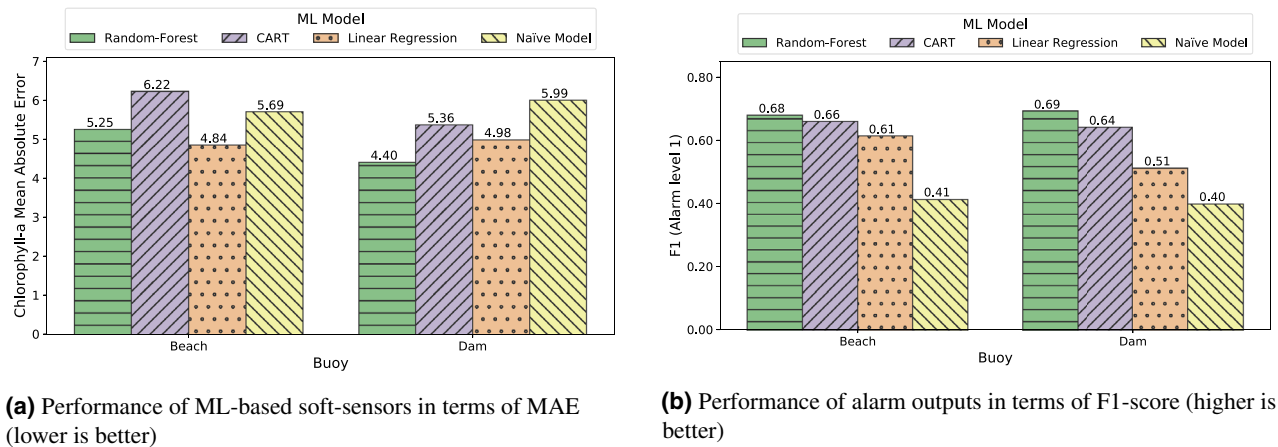 ML Model
Random-Forest CART Linear Regression Naïve Model
7
6
5
4
3
2
1
0
Chlorophyll-a Mean Absolute Error
5.25
6.22
4.84
5.69
4.40
5.36
4.98
5.99
Beach Dam
Buoy
(a) Performance of ML-based soft-sensors in terms of MAE
(lower is better)
ML Model
Random-Forest CART Linear Regression Naïve Model
0.80
0.60
0.40
0.20
0.00
F1 (Alarm level 1)
0.68
0.66
0.61
0.41
0.69
0.64
0.51
0.40
Beach Dam
Buoy
(b) Performance of alarm outputs in terms of F1-score (higher is
better)